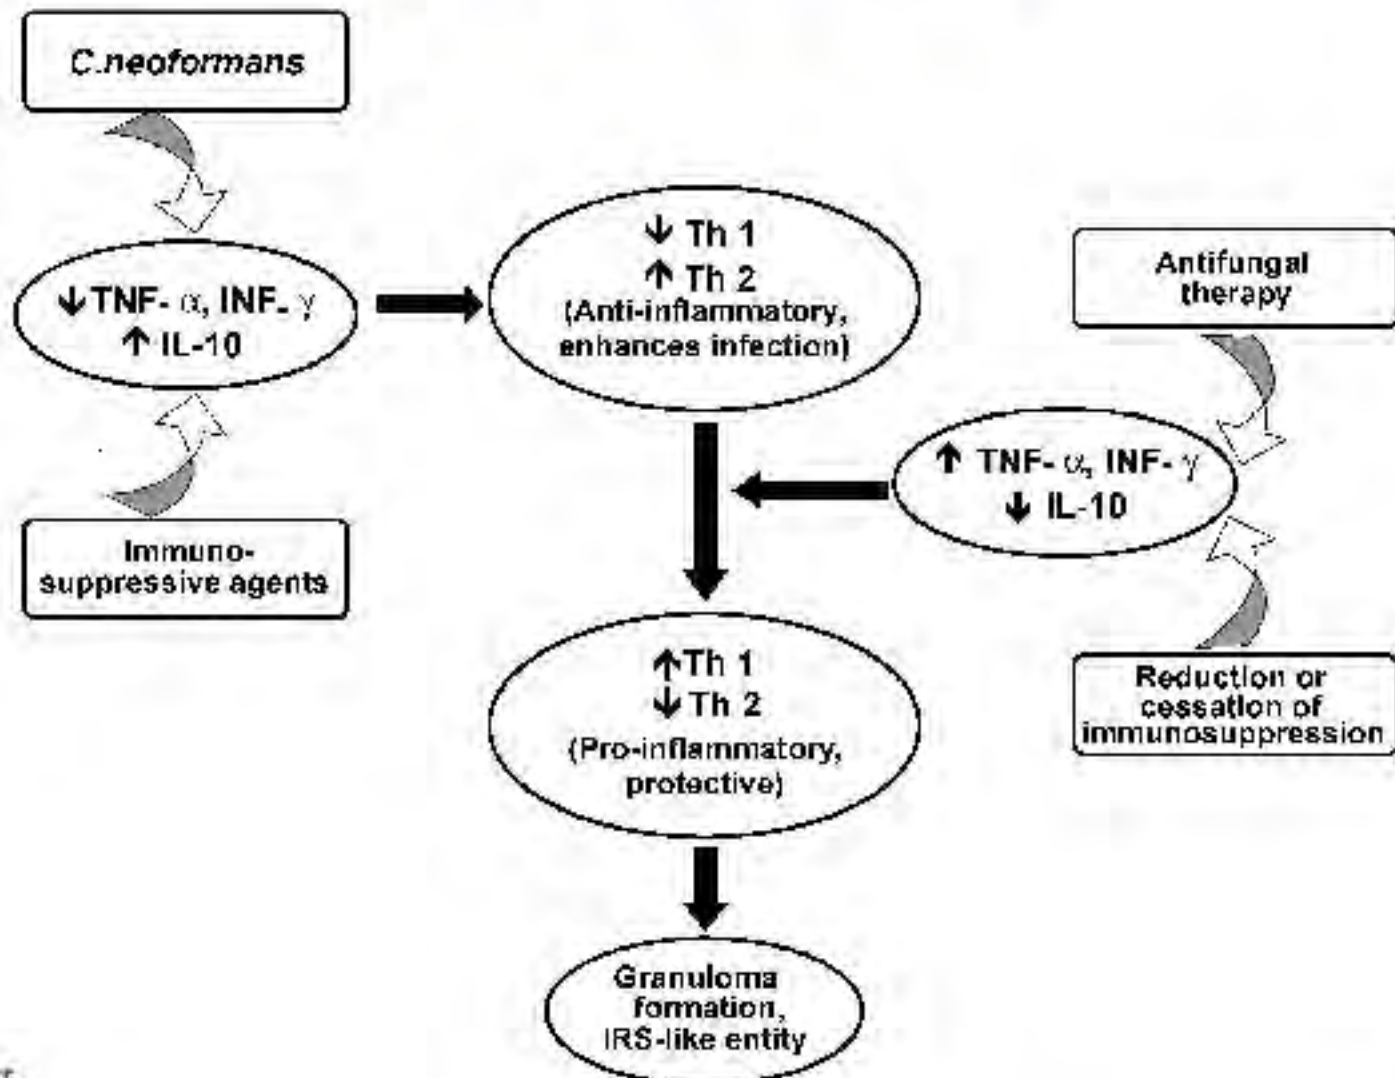 C.neoformans
↓ TNF- α, INF- γ
↑ IL-10
Immuno-
suppressive agents
↓ Th 1
↑ Th 2
(Anti-inflammatory,
enhances infection)
Antifungal
therapy
↑ TNF- α, INF- γ
↓ IL-10
Reduction or
cessation of
immunosuppression
↑Th 1
↓ Th 2
(Pro-inflammatory,
protective)
Granuloma
formation,
IRS-like entity